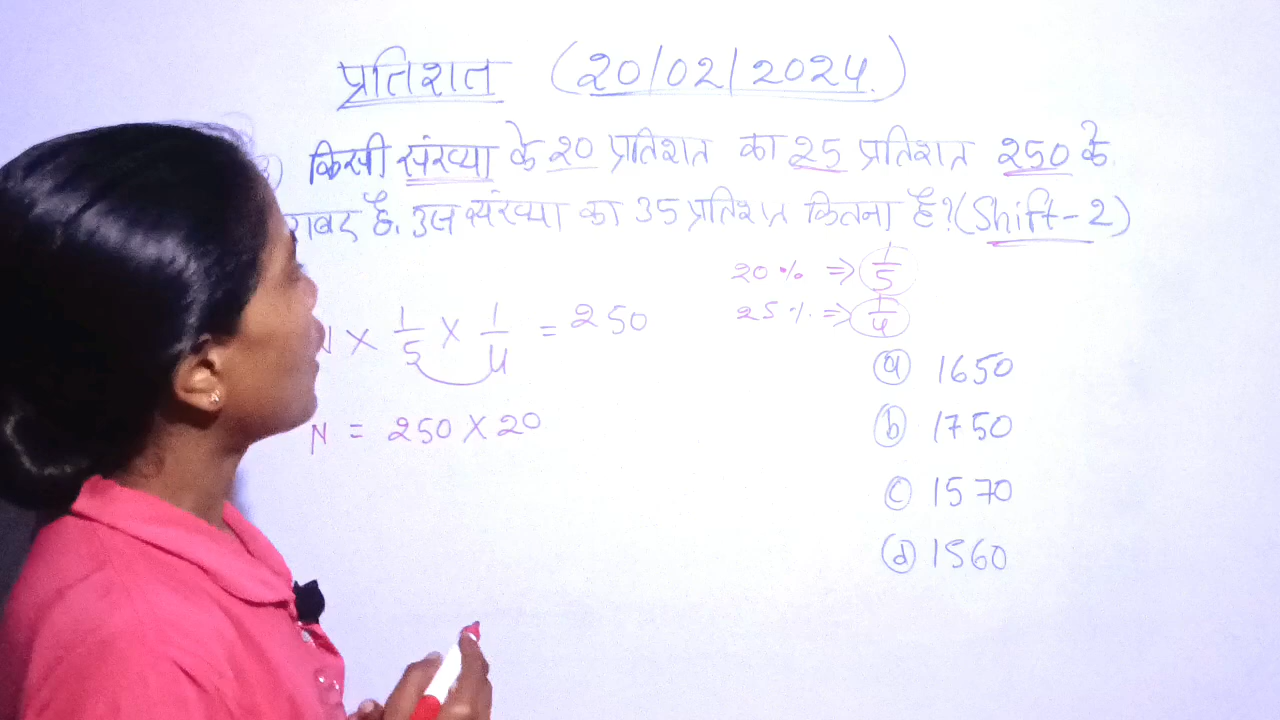 प्रतिशत (20/02/2024)
किसी संख्या के 20 प्रतिशत का 25 प्रतिशत 250 के
है. उस संख्या का 35 प्रतिशत कितना है? (Shift-2)
20% ⇒ 1/5
25% ⇒ 1/4
N × 1/5 × 1/4 = 250
N = 250 × 20
(a) 1650
(b) 1750
(c) 1570
(d) 1560